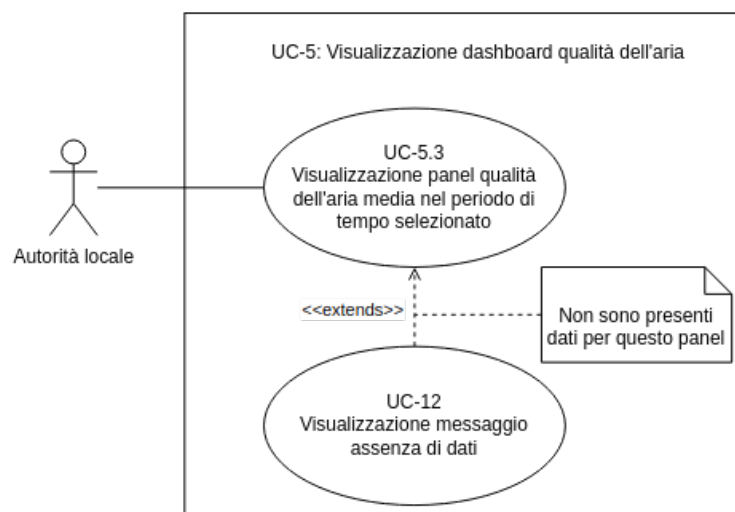 UC-5: Visualizzazione dashboard qualità dell'aria
UC-5.3
Visualizzazione panel qualità
dell'aria media nel periodo di
tempo selezionato
Autorità locale
<<extends>>
Non sono presenti
dati per questo panel
UC-12
Visualizzazione messaggio
assenza di dati